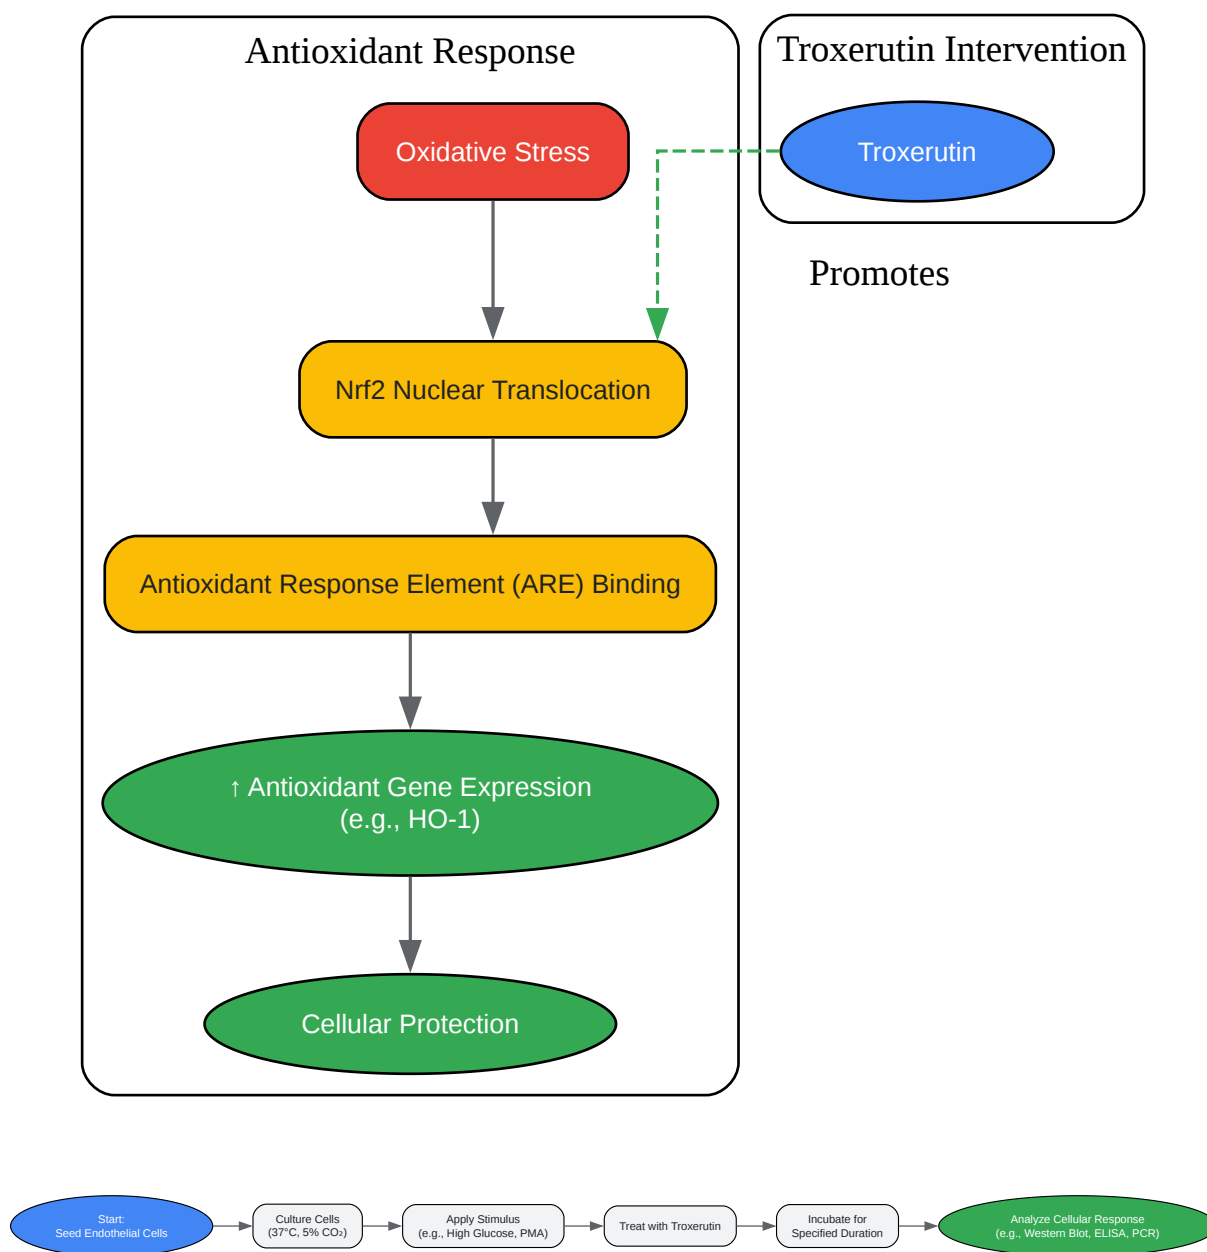 Antioxidant Response
Troxerutin Intervention
Oxidative Stress
Troxerutin
Promotes
Nrf2 Nuclear Translocation
Antioxidant Response Element (ARE) Binding
↑ Antioxidant Gene Expression
(e.g., HO-1)
Cellular Protection
Start:
Seed Endothelial Cells
Culture Cells
(37°C, 5% CO₂)
Apply Stimulus
(e.g., High Glucose, PMA)
Treat with Troxerutin
Incubate for
Specified Duration
Analyze Cellular Response
(e.g., Western Blot, ELISA, PCR)